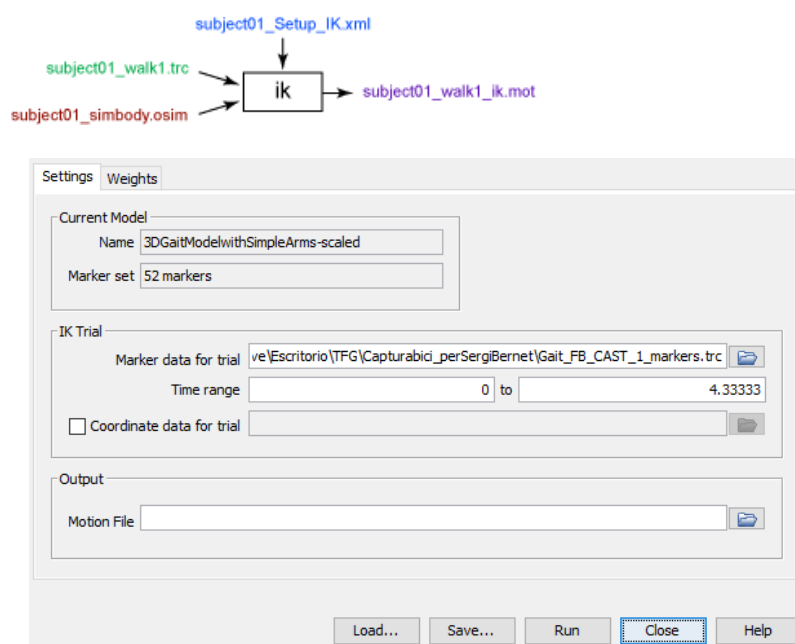 subject01_Setup_IK.xml
subject01_walk1.trc
ik
subject01_walk1_ik.mot
subject01_simbody.osim
Settings Weights
Current Model
Name 3DGaitModelwithSimpleArms-scaled
Marker set 52 markers
IK Trial
Marker data for trial ve\Escritorio\TFG\Capturabici_perSergiBernet\Gait_FB_CAST_1_markers.trc
Time range 0 to 4.33333
Coordinate data for trial
Output
Motion File
Load... Save... Run Close Help